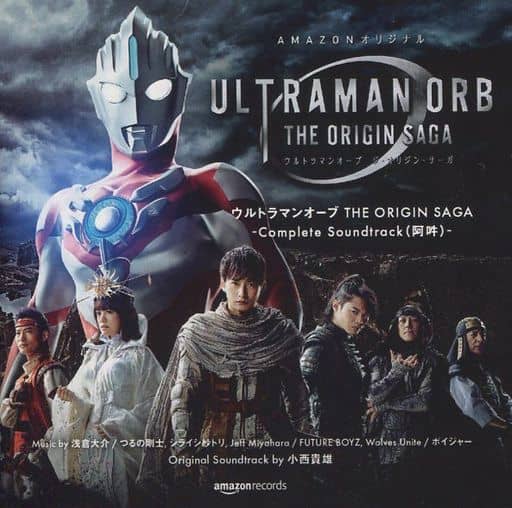 AMAZONオリジナル
ULTRAMAN ORB
THE ORIGIN SAGA
ウルトラマンオーブ ジ・オリジン・サーガ
ウルトラマンオーブ THE ORIGIN SAGA
-Complete Soundtrack(阿吽)-
Music by 浅倉大介 / つるの剛士, シライシ紗トリ, Jeff Miyahara / FUTURE BOYZ, Wolves Unite / ボイジャー
Original Soundtrack by 小西貴雄
amazonrecords